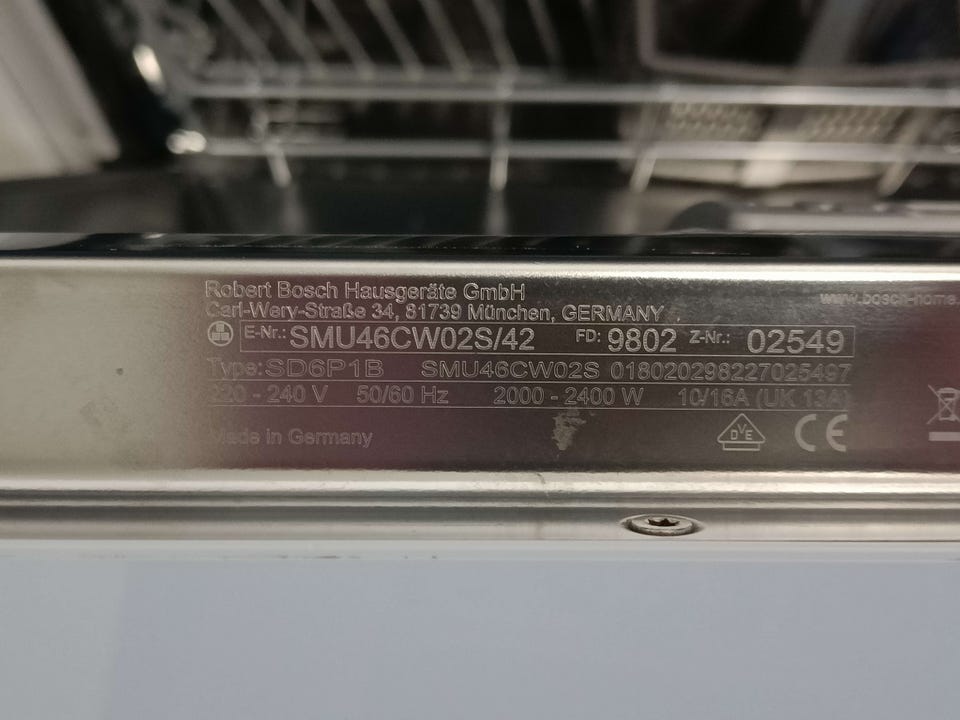 Robert Bosch Hausgeräte GmbH
Carl-Wery-Straße 34, 81739 München, GERMANY
www.bosch-home.
E-Nr.: SMU46CW02S/42 FD: 9802 Z-Nr.: 02549
Type: SD6P1B SMU46CW02S 018020298227025497
220 - 240 V 50/60 Hz 2000 - 2400 W 10/16A (UK 13A)
Made in Germany
DVE CE